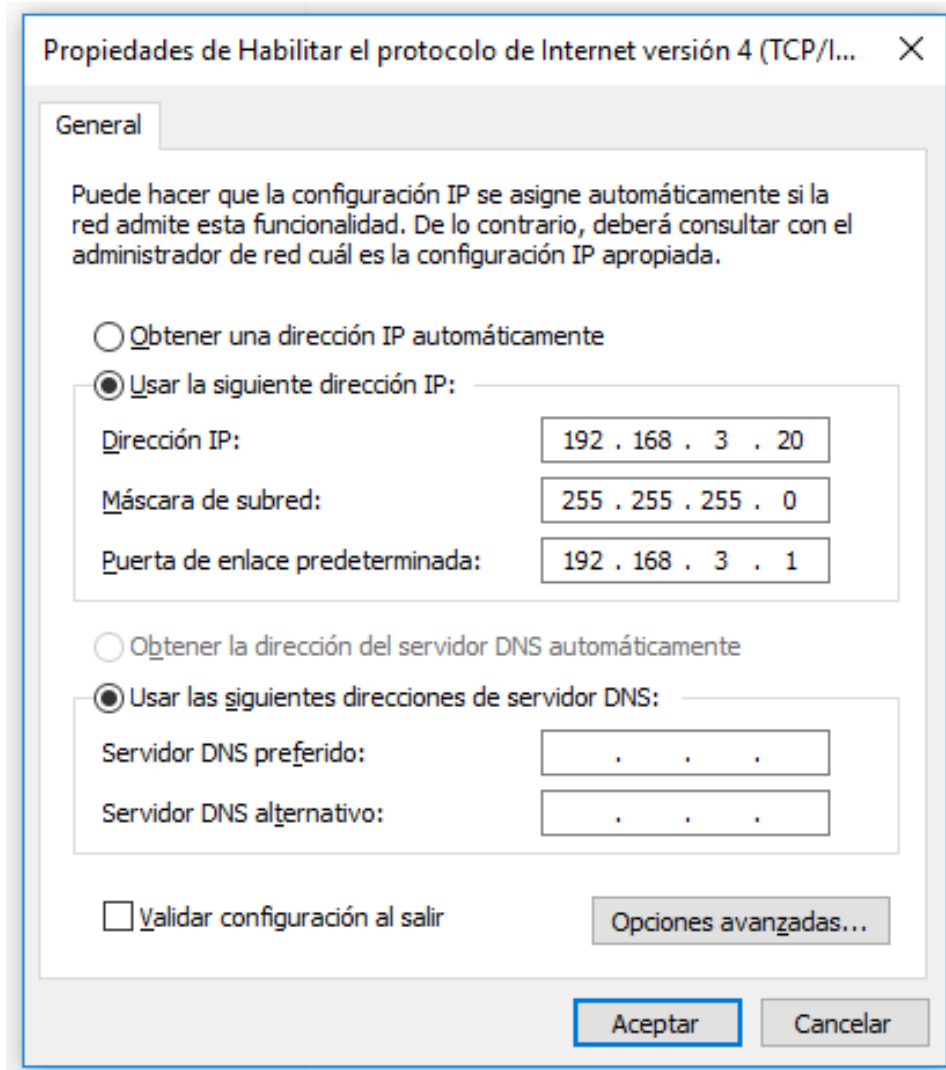 Propiedades de Habilitar el protocolo de Internet versión 4 (TCP/I...
General
Puede hacer que la configuración IP se asigne automáticamente si la
red admite esta funcionalidad. De lo contrario, deberá consultar con el
administrador de red cuál es la configuración IP apropiada.
Obtener una dirección IP automáticamente
Usar la siguiente dirección IP:
Dirección IP: 192 . 168 . 3 . 20
Máscara de subred: 255 . 255 . 255 . 0
Puerta de enlace predeterminada: 192 . 168 . 3 . 1
Obtener la dirección del servidor DNS automáticamente
Usar las siguientes direcciones de servidor DNS:
Servidor DNS preferido: . . .
Servidor DNS alternativo: . . .
Validar configuración al salir
Opciones avanzadas...
Aceptar Cancelar